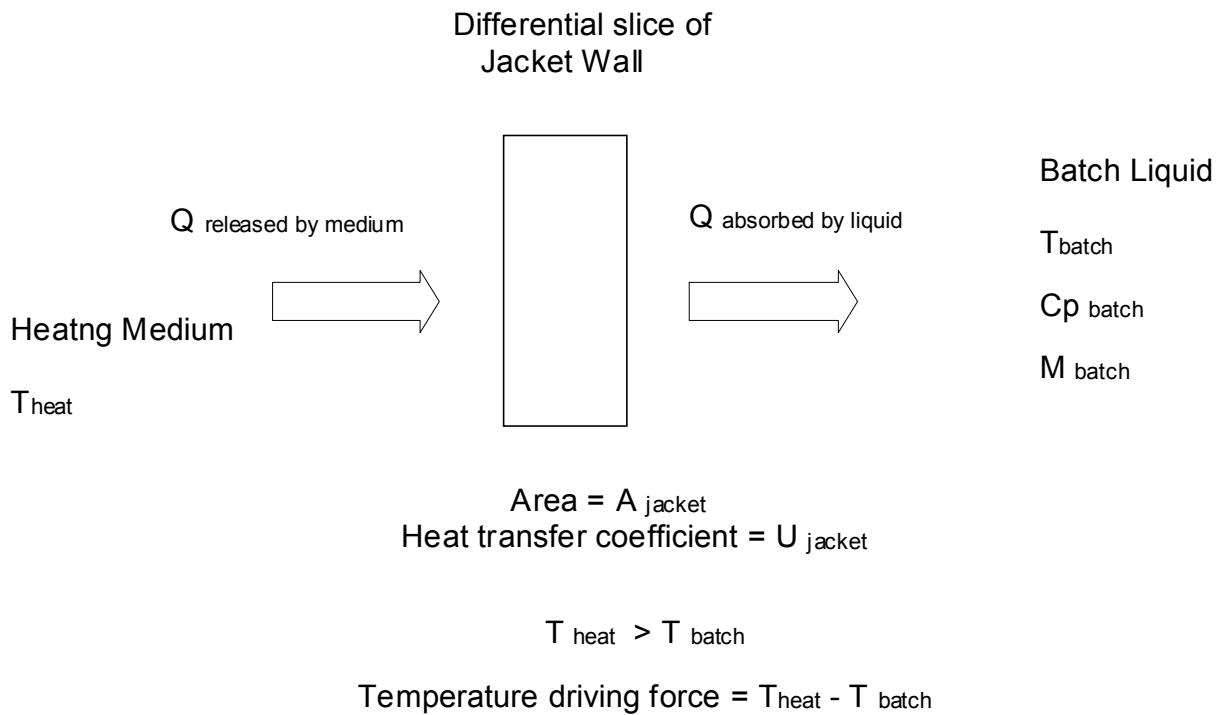 Differential slice of
Jacket Wall
Batch Liquid
Q released by medium
Q absorbed by liquid
Tbatch
Cp batch
Heatng Medium
M batch
Theat
Area = A jacket
Heat transfer coefficient = U jacket
T heat > T batch
Temperature driving force = Theat - T batch